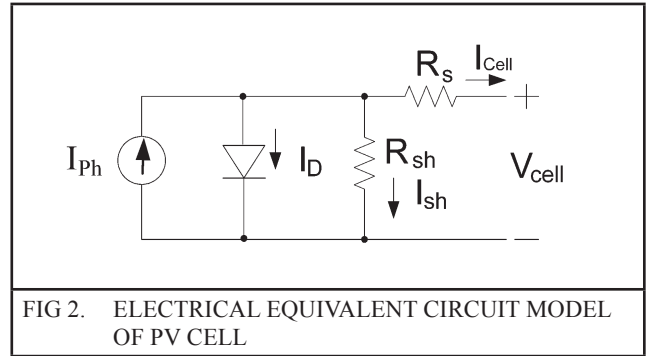 R_s I_Cell +
I_Ph I_D R_sh I_sh V_cell
−
FIG 2. ELECTRICAL EQUIVALENT CIRCUIT MODEL
OF PV CELL